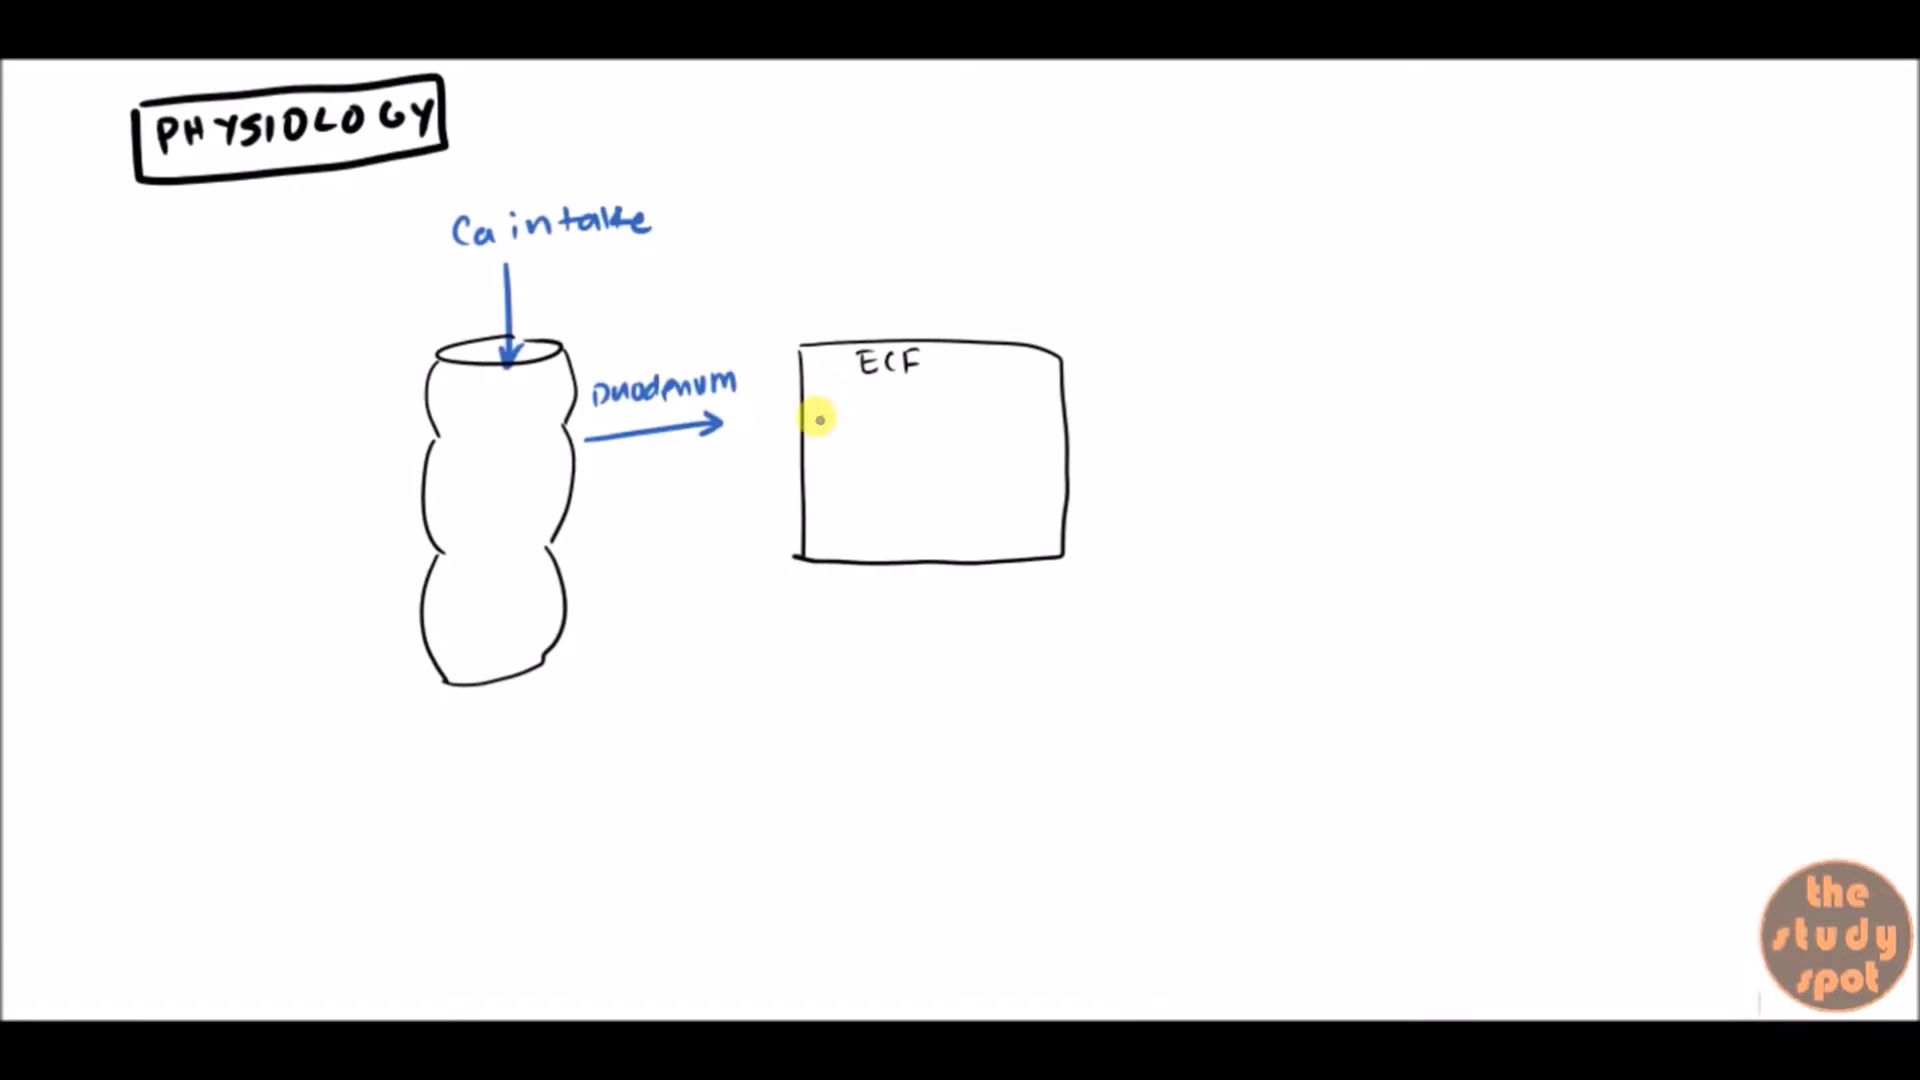 PHYSIOLOGY
Ca intake
Duodenum
ECF
the
study
spot